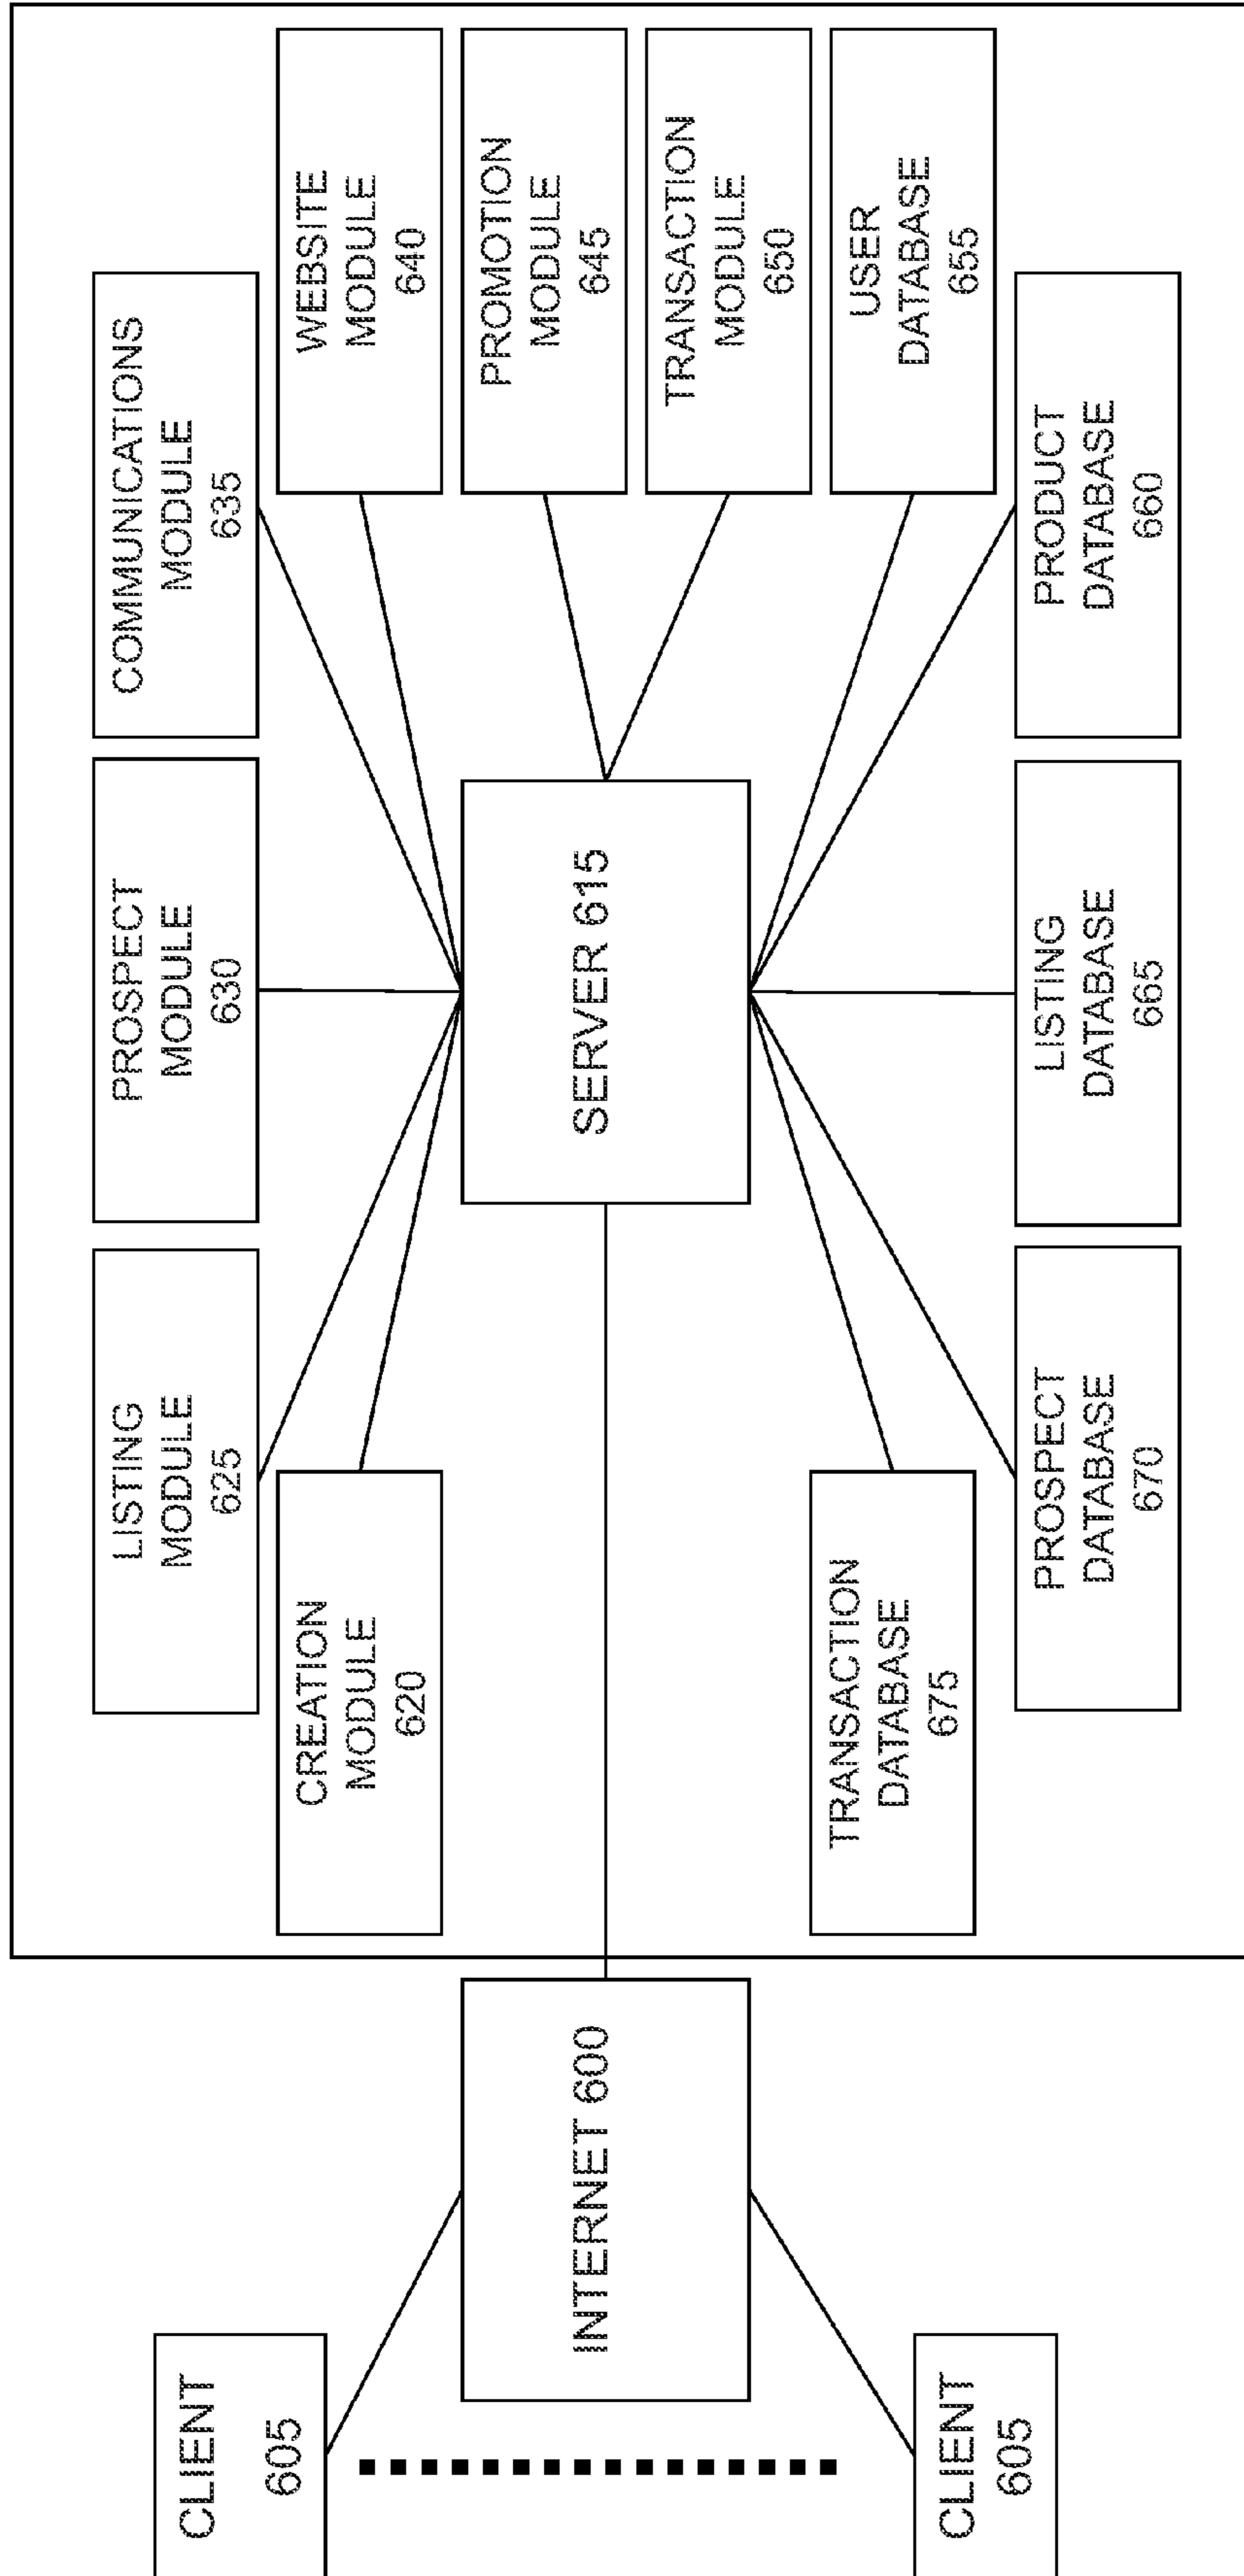 LISTING
MODULE
625
PROSPECT
MODULE
630
COMMUNICATIONS
MODULE
635
CREATION
MODULE
620
WEBSITE
MODULE
640
CLIENT
605
INTERNET 600
SERVER 615
PROMOTION
MODULE
645
TRANSACTION
MODULE
650
TRANSACTION
DATABASE
675
USER
DATABASE
655
CLIENT
605
PROSPECT
DATABASE
670
LISTING
DATABASE
665
PRODUCT
DATABASE
660